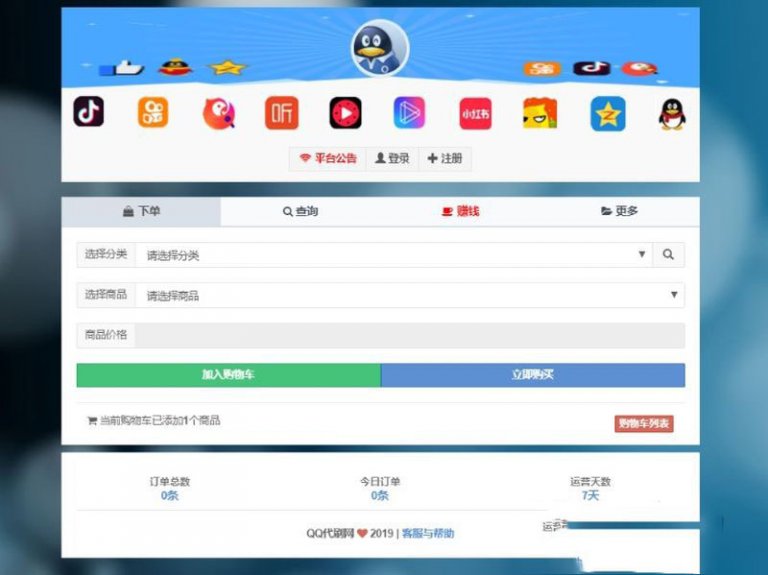 听
小红书
平台公告 登录 注册
下单 查询 赚钱 更多
选择分类 请选择分类
选择商品 请选择商品
商品价格
加入购物车 立即购买
当前购物车已添加1个商品 购物车列表
订单总数 今日订单 运营天数
0条 0条 7天
QQ代刷网 2019 | 客服与帮助